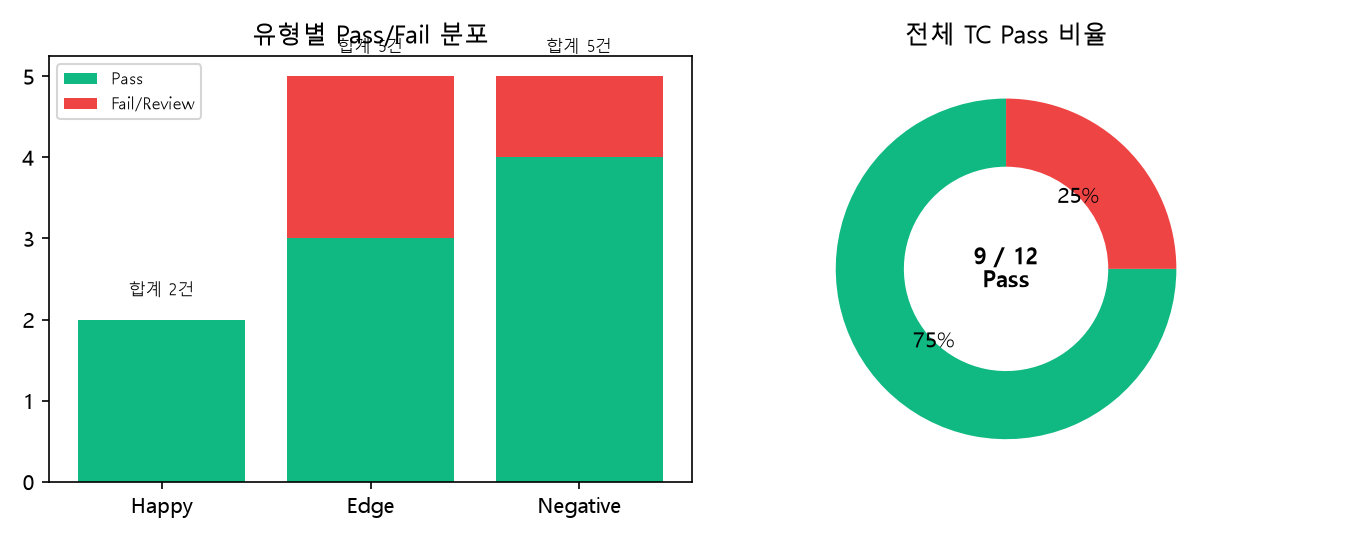 유형별 Pass/Fail 분포
합계 5건
합계 5건
Pass
Fail/Review
합계 2건
5
4
3
2
1
0
Happy
Edge
Negative
전체 TC Pass 비율
25%
9 / 12
Pass
75%